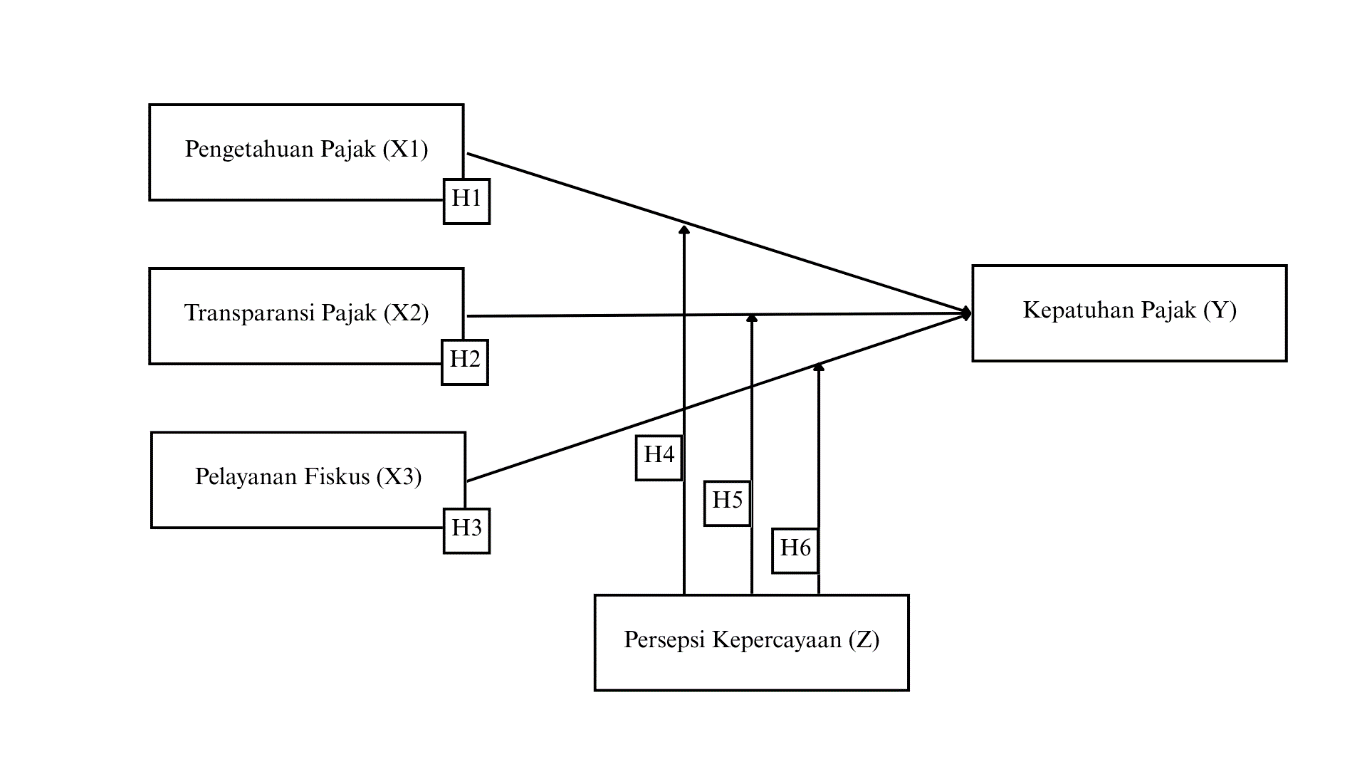 Pengetahuan Pajak (X1)
H1
Transparansi Pajak (X2)
H2
Kepatuhan Pajak (Y)
Pelayanan Fiskus (X3)
H3
H4
H5
H6
Persepsi Kepercayaan (Z)